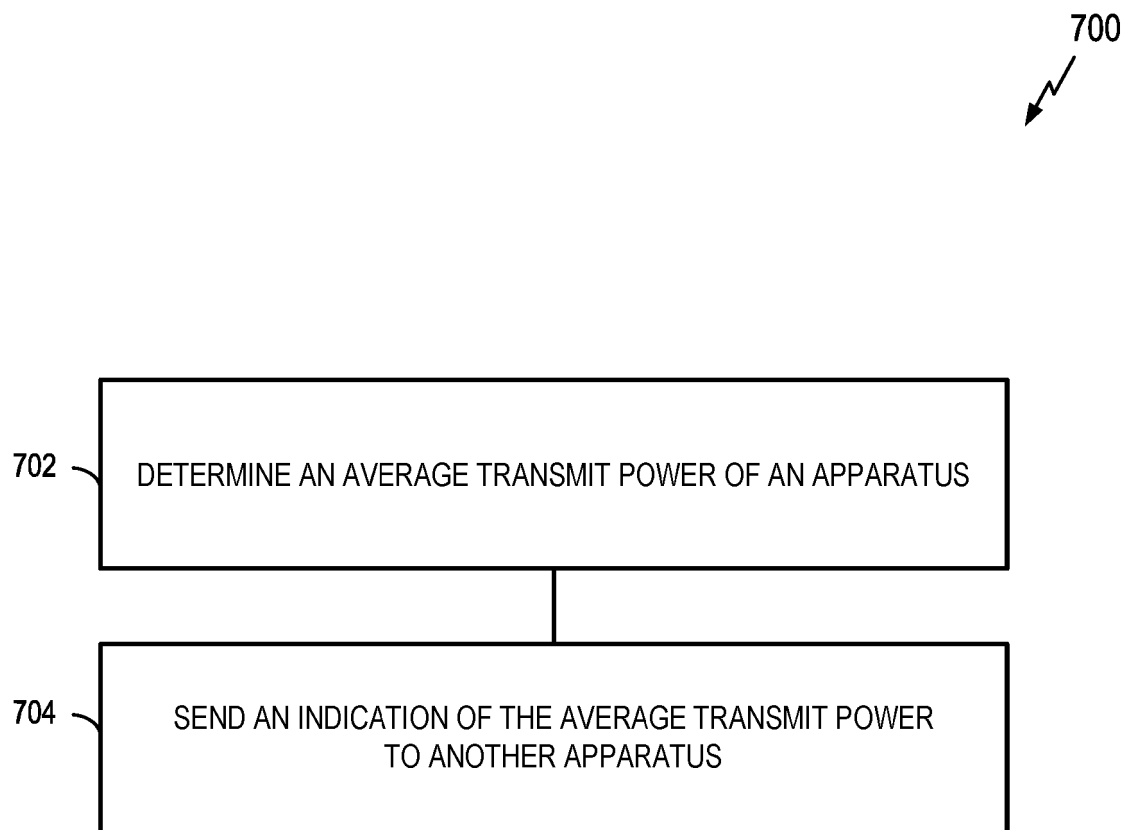 700
702
DETERMINE AN AVERAGE TRANSMIT POWER OF AN APPARATUS
704
SEND AN INDICATION OF THE AVERAGE TRANSMIT POWER
TO ANOTHER APPARATUS